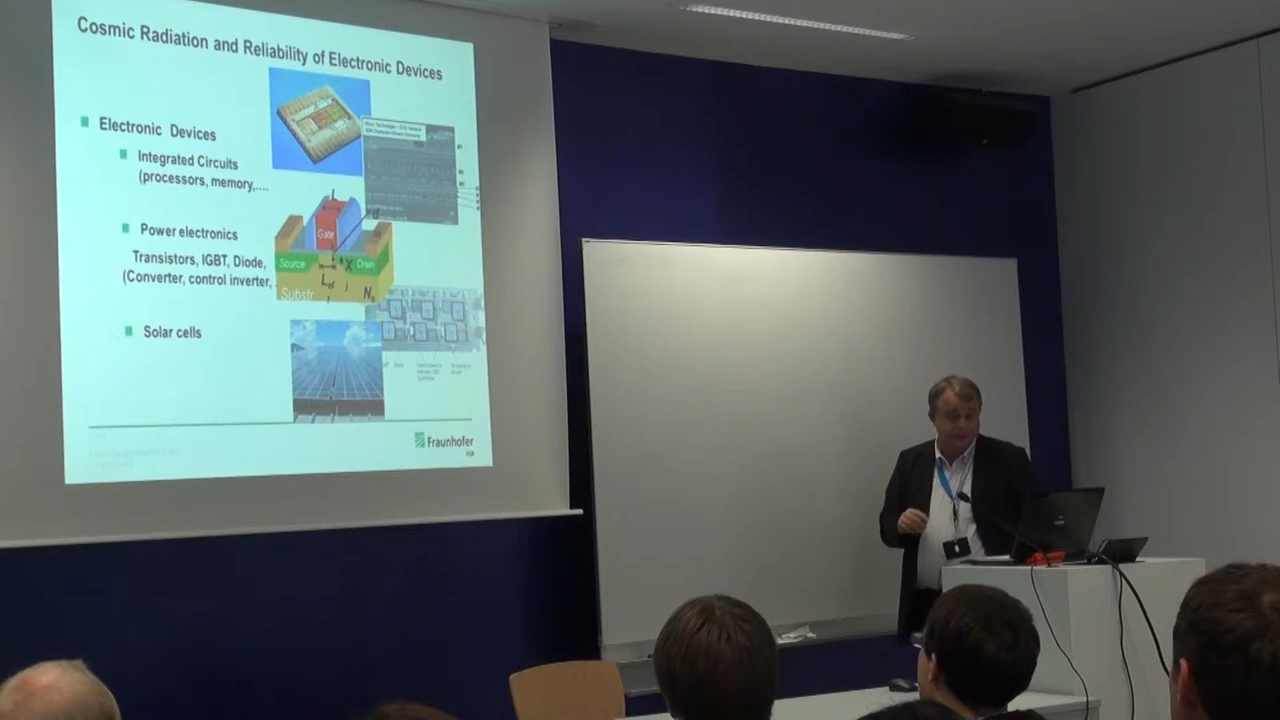 Cosmic Radiation and Reliability of Electronic Devices
Electronic Devices
Integrated Circuits
(processors, memory,....
Power electronics
Transistors, IGBT, Diode,
(Converter, control inverter,
Solar cells
L
d
Gate
Source
Drain
X
j
Substr
N
Fraunhofer